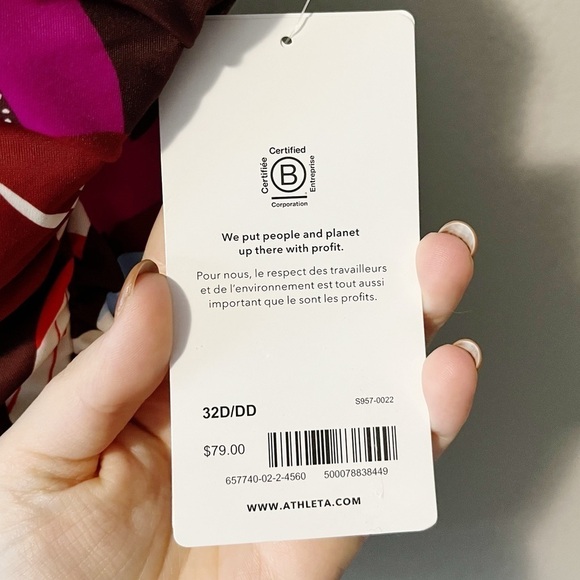 Certified
Certifiée
B
Entreprise
Corporation
We put people and planet
up there with profit.
Pour nous, le respect des travailleurs
et de l'environnement est tout aussi
important que le sont les profits.
S957-0022
32D/DD
$79.00
657740-02-2-4560 500078838449
WWW.ATHLETA.COM